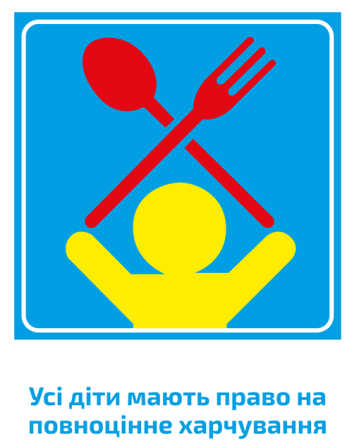 Усі діти мають право на
повноцінне харчування